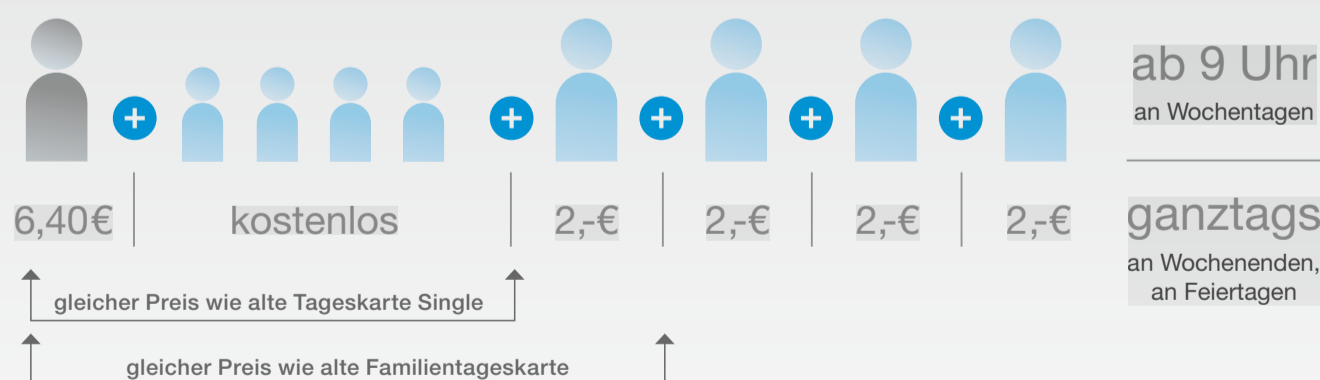 ab 9 Uhr
an Wochentagen
6,40€ kostenlos 2,-€ 2,-€ 2,-€ 2,-€
ganztags
an Wochenenden,
an Feiertagen
gleicher Preis wie alte Tageskarte Single
gleicher Preis wie alte Familientageskarte